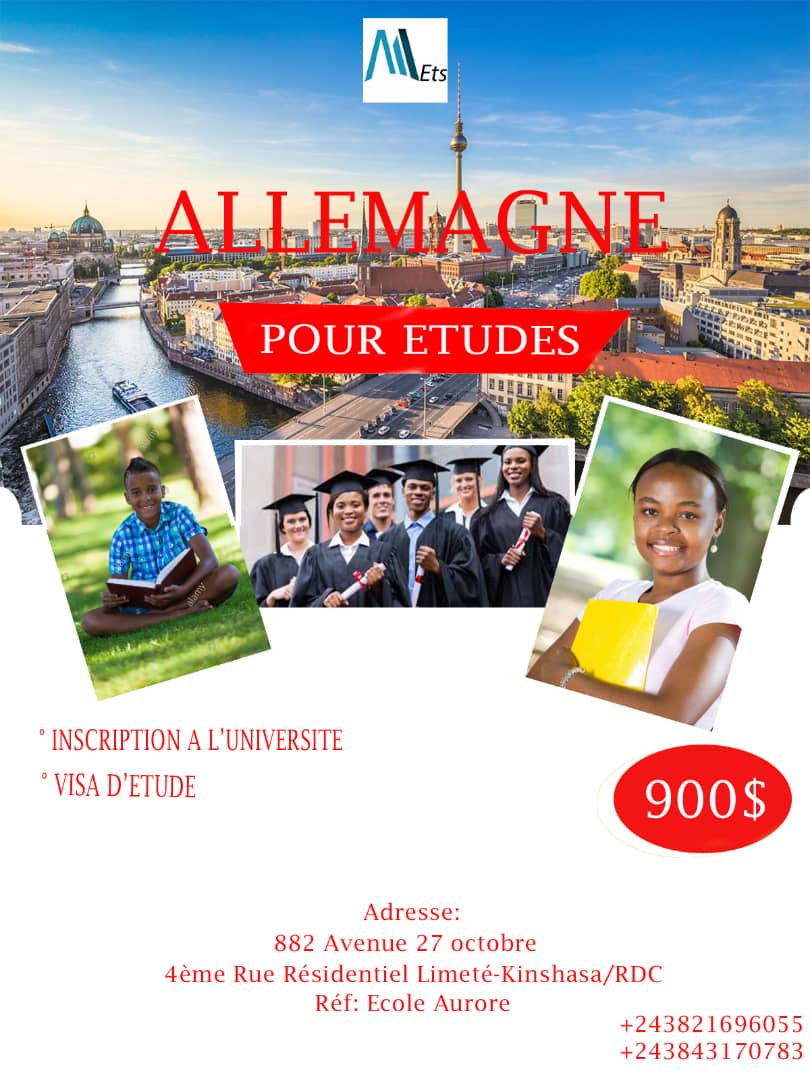 Ets
ALLEMAGNE
POUR ETUDES
alamy
° INSCRIPTION A L'UNIVERSITE
° VISA D'ETUDE
900$
Adresse:
882 Avenue 27 octobre
4ème Rue Résidentiel Limeté-Kinshasa/RDC
Réf: Ecole Aurore
+243821696055
+243843170783